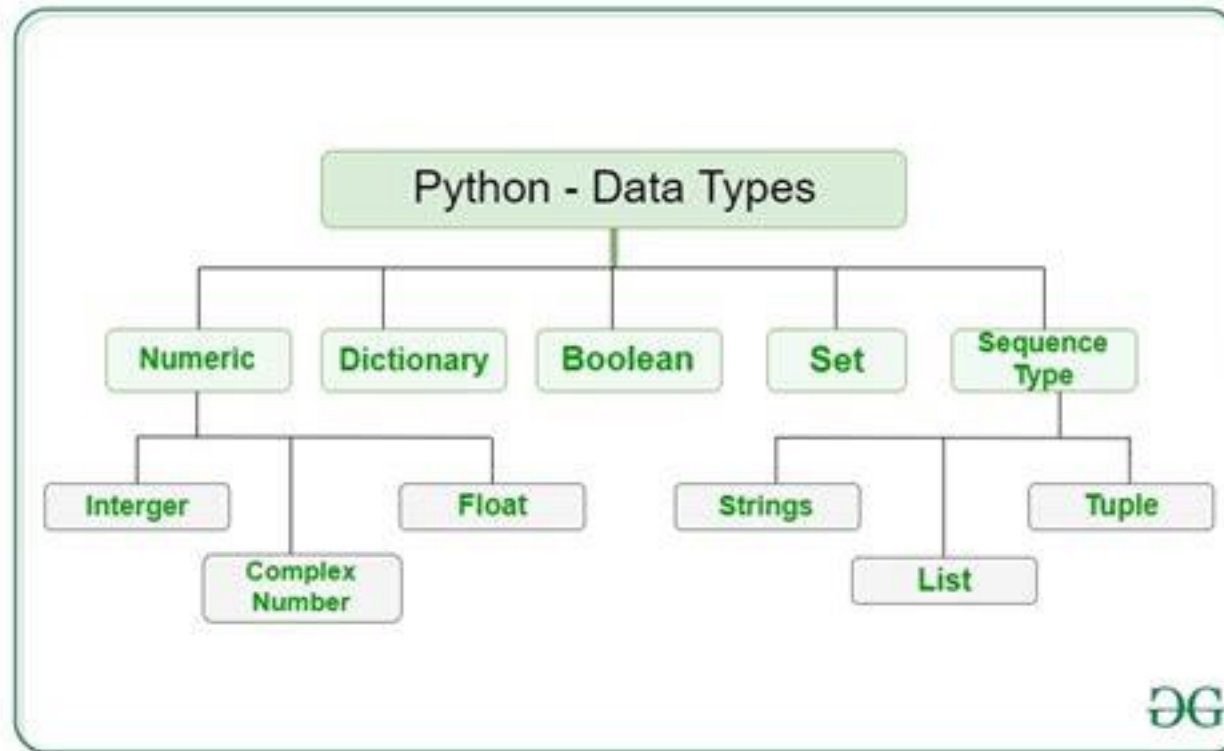 Python - Data Types
Numeric
Dictionary
Boolean
Set
Sequence
Type
Interger
Float
Strings
Tuple
Complex
Number
List